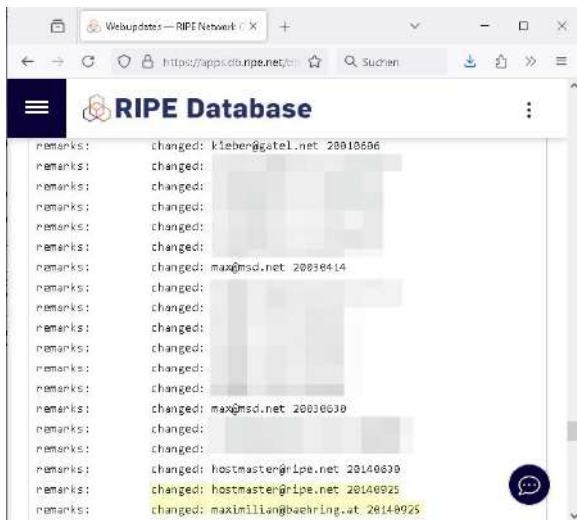 Webupdates — RIPE Network C
https://apps.db.ripe.net/db
Suchen
RIPE Database
remarks: changed: kieber@gatel.net 20010606
remarks: changed:
remarks: changed:
remarks: changed:
remarks: changed:
remarks: changed:
remarks: changed: max@msd.net 20030414
remarks: changed:
remarks: changed:
remarks: changed:
remarks: changed:
remarks: changed:
remarks: changed:
remarks: changed: max@msd.net 20030630
remarks: changed:
remarks: changed:
remarks: changed: hostmaster@ripe.net 20140630
remarks: changed: hostmaster@ripe.net 20140925
remarks: changed: maximilian@baehring.at 20140925